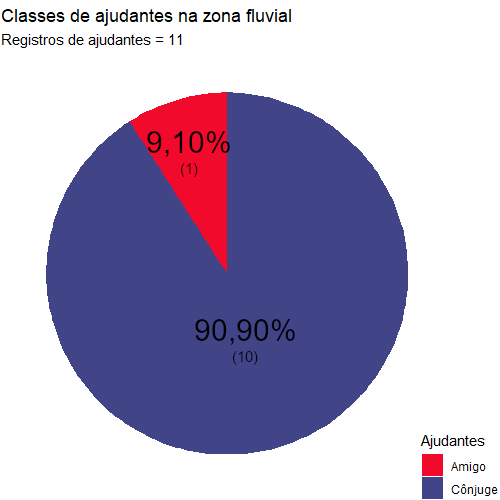 Classes de ajudantes na zona fluvial
Registros de ajudantes = 11
9,10%
(1)
90,90%
(10)
Ajudantes
Amigo
Cônjuge